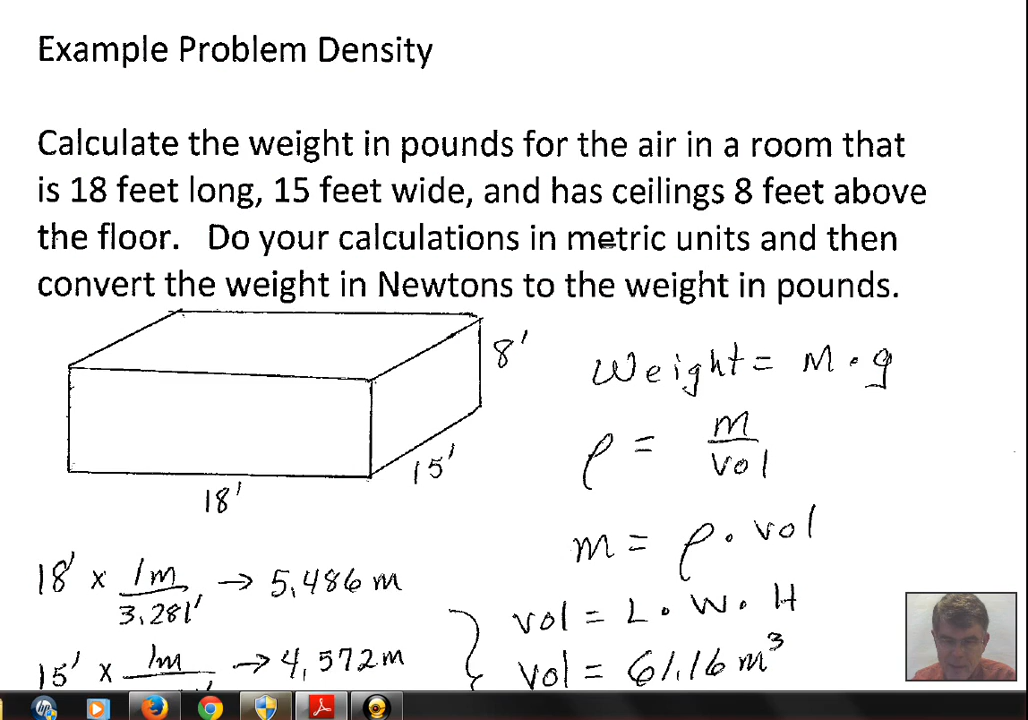 Example Problem Density
Calculate the weight in pounds for the air in a room that
is 18 feet long, 15 feet wide, and has ceilings 8 feet above
the floor. Do your calculations in metric units and then
convert the weight in Newtons to the weight in pounds.
8'
15'
18'
Weight = M · g
ρ = m / vol
m = ρ · vol
18' x 1m / 3.281' → 5.486 m
vol = L · W · H
15' x 1m → 4.572 m
vol = 61.16 m³